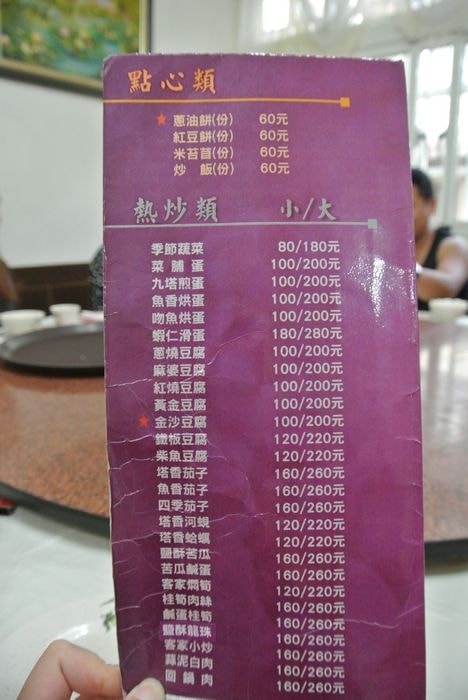 點心類
★ 蔥油餅(份) 60元
紅豆餅(份) 60元
米苔苜(份) 60元
炒 飯(份) 60元
熱炒類 小/大
季節蔬菜 80/180元
菜脯蛋 100/200元
九塔煎蛋 100/200元
魚香烘蛋 100/200元
吻魚烘蛋 100/200元
蝦仁滑蛋 180/280元
蔥燒豆腐 100/200元
麻婆豆腐 100/200元
紅燒豆腐 100/200元
黃金豆腐 100/200元
★ 金沙豆腐 100/200元
鐵板豆腐 120/220元
柴魚豆腐 120/220元
塔香茄子 160/260元
魚香茄子 160/260元
四季茄子 160/260元
塔香河蜆 120/220元
塔香蛤蠣 120/220元
鹽酥苦瓜 160/260元
苦瓜鹹蛋 160/260元
客家燜筍 120/220元
桂筍肉絲 160/260元
鹹蛋桂筍 160/260元
鹽酥龍珠 160/260元
客家小炒 160/260元
蒜泥白肉 160/260元
回鍋肉 160/260元